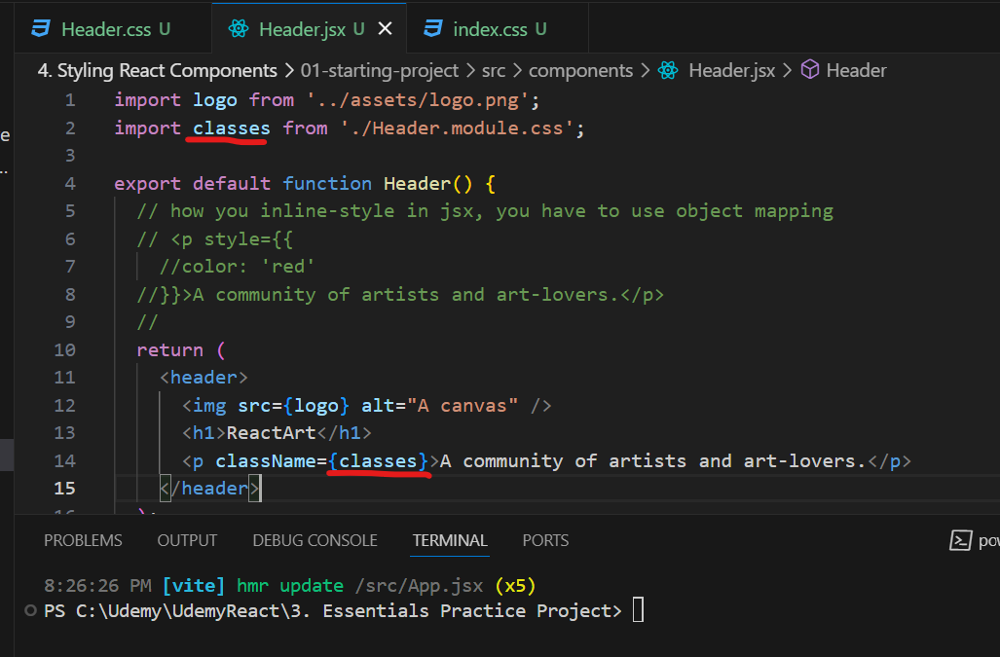 Header.css U
Header.jsx U
index.css U
4. Styling React Components > 01-starting-project > src > components > Header.jsx > Header
1 import logo from '../assets/logo.png';
e
2 import classes from './Header.module.css';
3
..
4 export default function Header() {
5 // how you inline-style in jsx, you have to use object mapping
6 // <p style={{
7 //color: 'red'
8 //}}>A community of artists and art-lovers.</p>
9 //
10 return (
11 <header>
12 <img src={logo} alt="A canvas" />
13 <h1>ReactArt</h1>
14 <p className={classes}>A community of artists and art-lovers.</p>
15 </header>
16 );
PROBLEMS OUTPUT DEBUG CONSOLE TERMINAL PORTS pow
8:26:26 PM [vite] hmr update /src/App.jsx (x5)
PS C:\Udemy\UdemyReact\3. Essentials Practice Project>